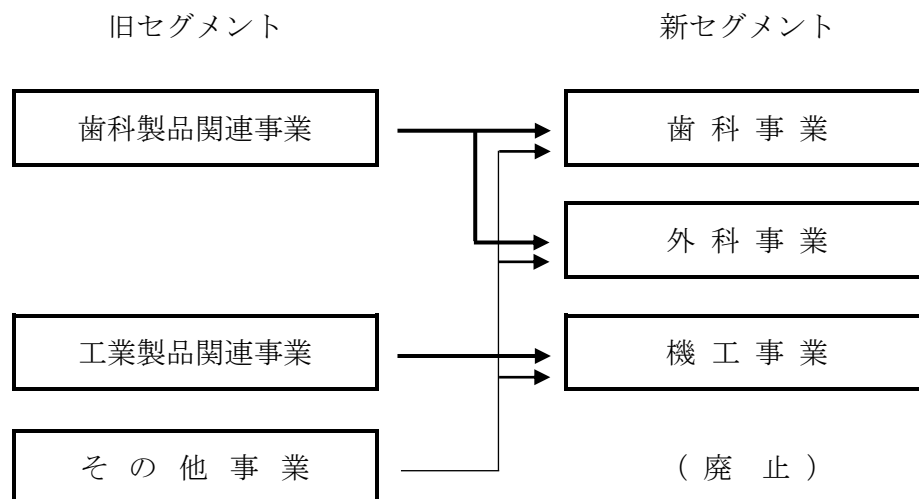 旧セグメント 新セグメント
歯科製品関連事業 歯 科 事 業
外 科 事 業
工業製品関連事業 機 工 事 業
そ の 他 事 業 （ 廃 止 ）